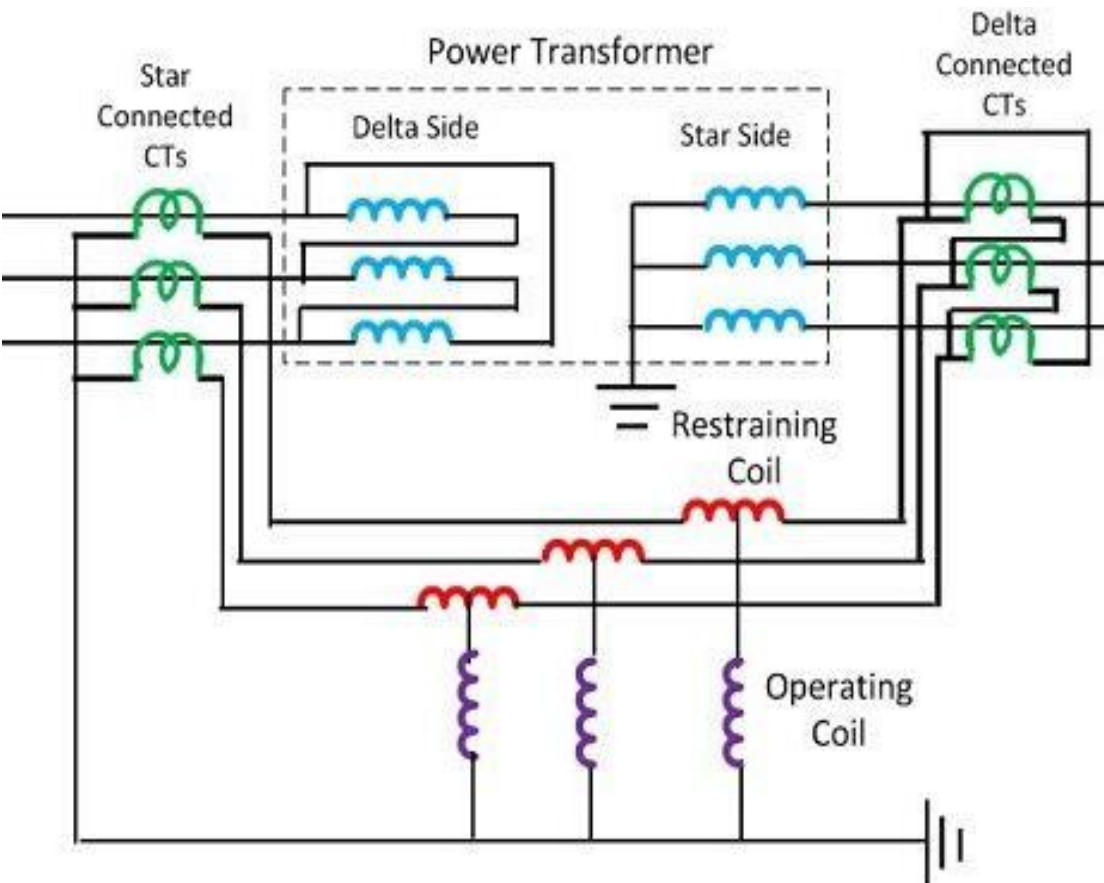 Power Transformer
Star
Connected
CTs
Delta Side
Star Side
Delta
Connected
CTs
Restraining
Coil
Operating
Coil